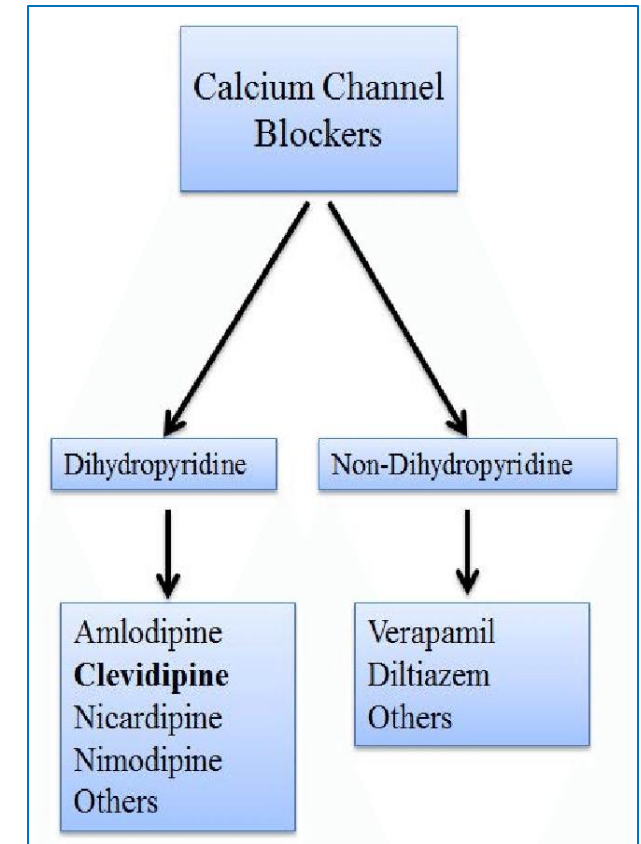 Calcium Channel
Blockers
Dihydropyridine
Non-Dihydropyridine
Amlodipine
Clevidipine
Nicardipine
Nimodipine
Others
Verapamil
Diltiazem
Others